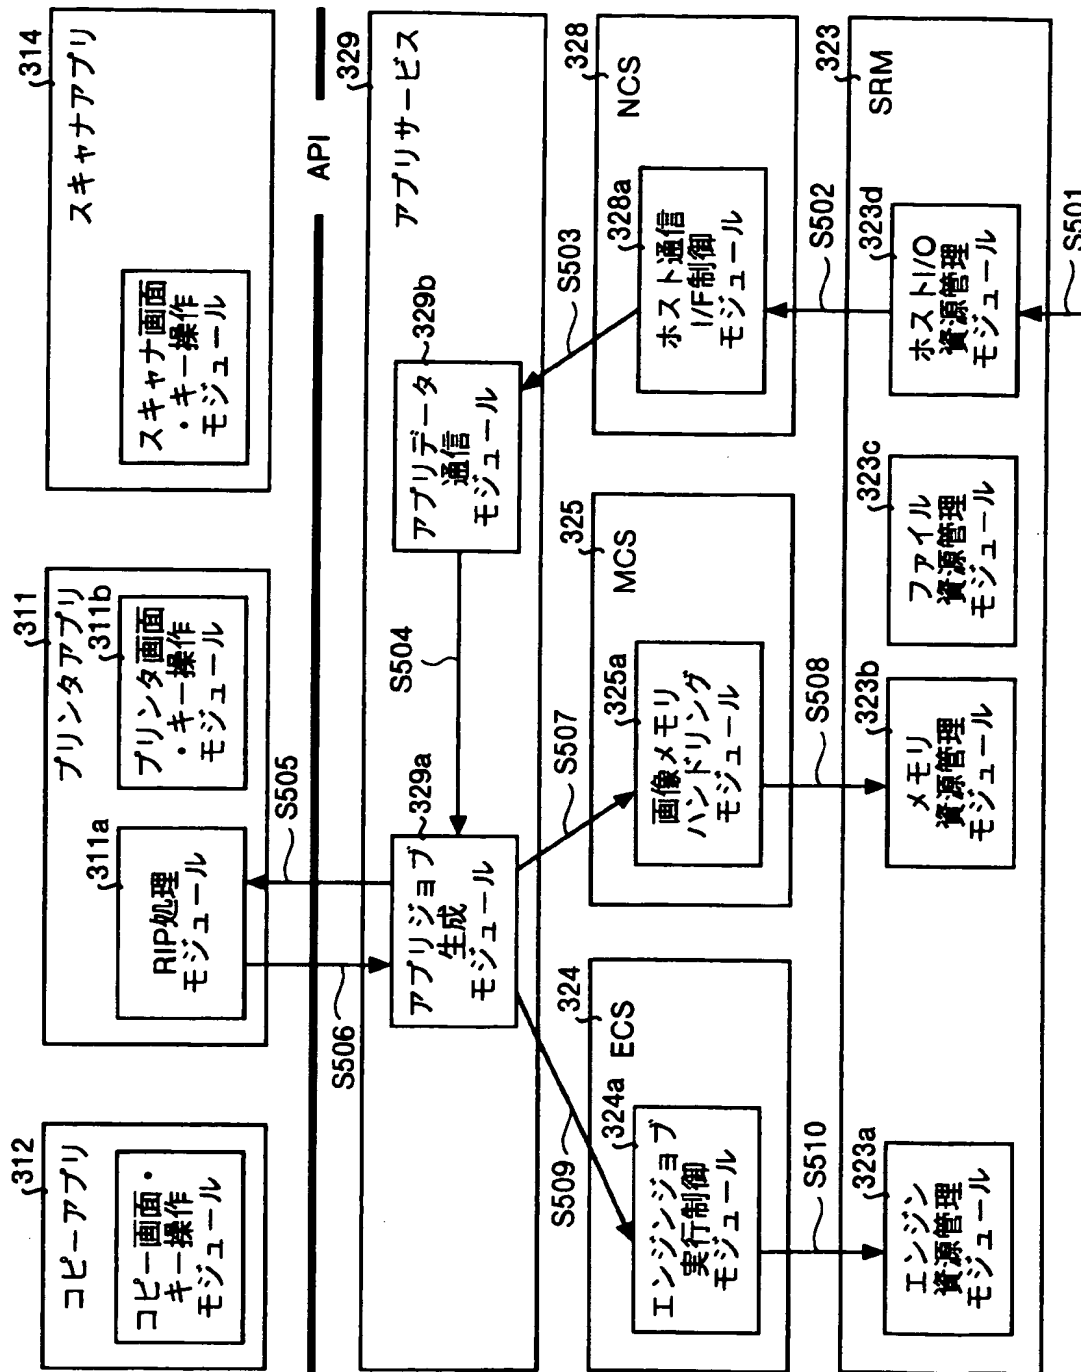 312
コピーアプリ
コピー画面・
キー操作
モジュール
311
プリンタアプリ
311a
RIP処理
モジュール
311b
プリンタ画面
・キー操作
モジュール
314
スキャナアプリ
スキャナ画面
・キー操作
モジュール
S506
S505
API
329
アプリサービス
329a
アプリジョブ
生成
モジュール
S504
329b
アプリデータ
通信
モジュール
S509
S507
S503
324
ECS
324a
エンジンジョブ
実行制御
モジュール
325
MCS
325a
画像メモリ
ハンドリング
モジュール
328
NCS
328a
ホスト通信
I/F制御
モジュール
S510
S508
S502
323
SRM
323a
エンジン
資源管理
モジュール
323b
メモリ
資源管理
モジュール
323c
ファイル
資源管理
モジュール
323d
ホストI/O
資源管理
モジュール
S501